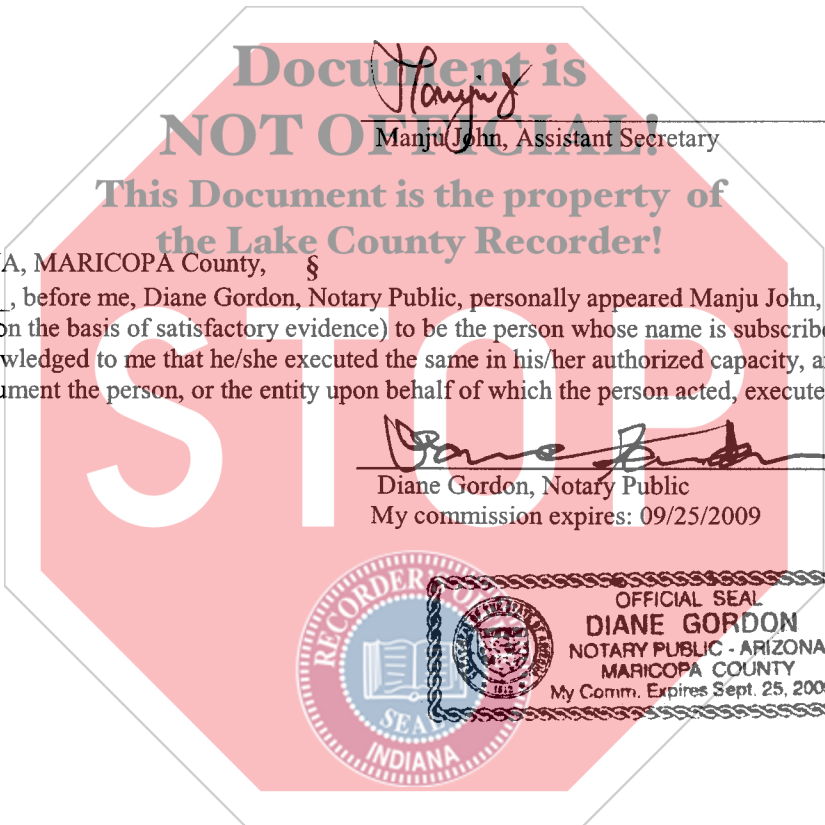 Document is
NOT OFFICIAL!
Manju John, Assistant Secretary
This Document is the property of
the Lake County Recorder!
A, MARICOPA County, §
_, before me, Diane Gordon, Notary Public, personally appeared Manju John,
on the basis of satisfactory evidence) to be the person whose name is subscribe
wledged to me that he/she executed the same in his/her authorized capacity, a
ument the person, or the entity upon behalf of which the person acted, execute
STOP
Diane Gordon, Notary Public
My commission expires: 09/25/2009
RECORDER'S OF
SEAL
INDIANA
OFFICIAL SEAL
DIANE GORDON
NOTARY PUBLIC - ARIZONA
MARICOPA COUNTY
My Comm. Expires Sept. 25, 200
1912